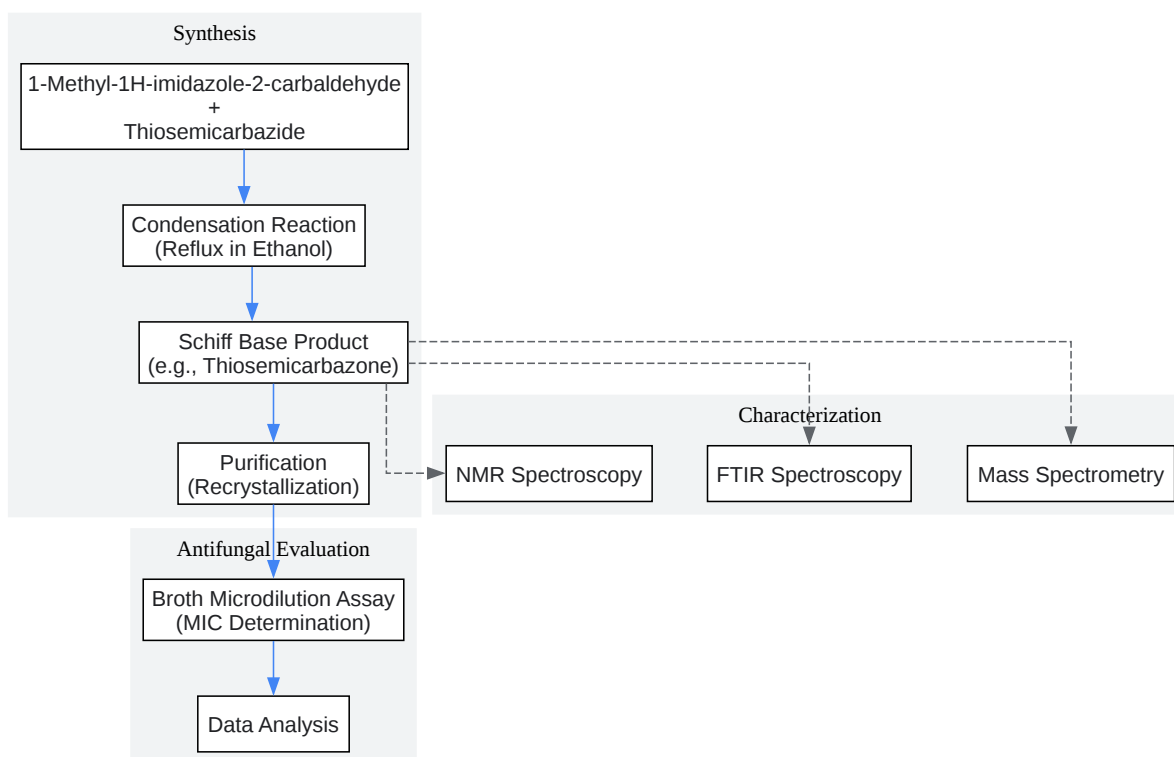 Synthesis
1-Methyl-1H-imidazole-2-carbaldehyde
+
Thiosemicarbazide
Condensation Reaction
(Reflux in Ethanol)
Schiff Base Product
(e.g., Thiosemicarbazone)
Purification
(Recrystallization)
Characterization
NMR Spectroscopy
FTIR Spectroscopy
Mass Spectrometry
Antifungal Evaluation
Broth Microdilution Assay
(MIC Determination)
Data Analysis